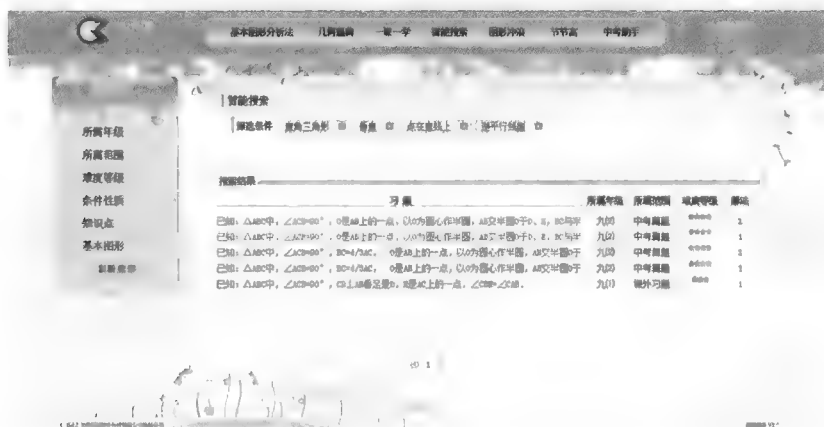 基本图形分析法 几何题典 一课一学 智能搜索 图形冲浪 节节高 中考助手
智能搜索
筛选条件 直角三角形 垂直 点在直线上
所属年级
所属范围
难度等级
条件性质
知识点
基本图形
搜索结果
习题 所属年级 所属范围 难度等级 解法
已知:△ABC中,∠ACB=90°,O是AB上的一点,以O为圆心作半圆,AB交半圆O于D、E,BC与半 九(2) 中考真题 2
已知:△ABC中,∠ACB=90°,O是AB上的一点,以O为圆心作半圆,AB交半圆O于D、E,BC与半 九(2) 中考真题 1
已知:△ABC中,∠ACB=90°,BC=4/3AC, O是AB上的一点,以O为圆心作半圆,AB交半圆O于 九(2) 中考真题
已知:△ABC中,∠ACB=90°,BC=4/3AC, O是AB上的一点,以O为圆心作半圆,AB交半圆O于 九(2) 中考真题 1
已知:△ABC中,∠ACB=90°,CD⊥AB垂足是D,E是AC上的一点,∠CDE=∠CAB. 九(1) 课外习题 1
1